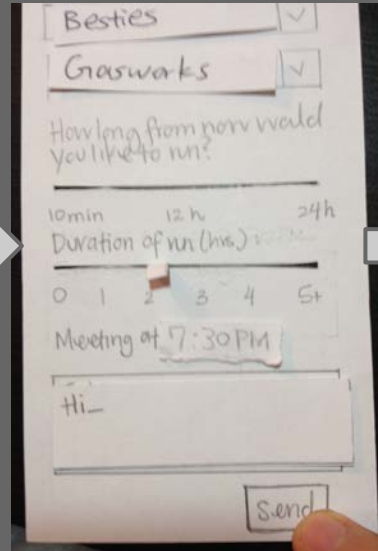 Besties
Gasworks
How long from now would
you like to run?
10min 12h 24h
Duration of run (hrs.):
0 1 2 3 4 5+
Meeting at 7:30PM
Hi_
Send